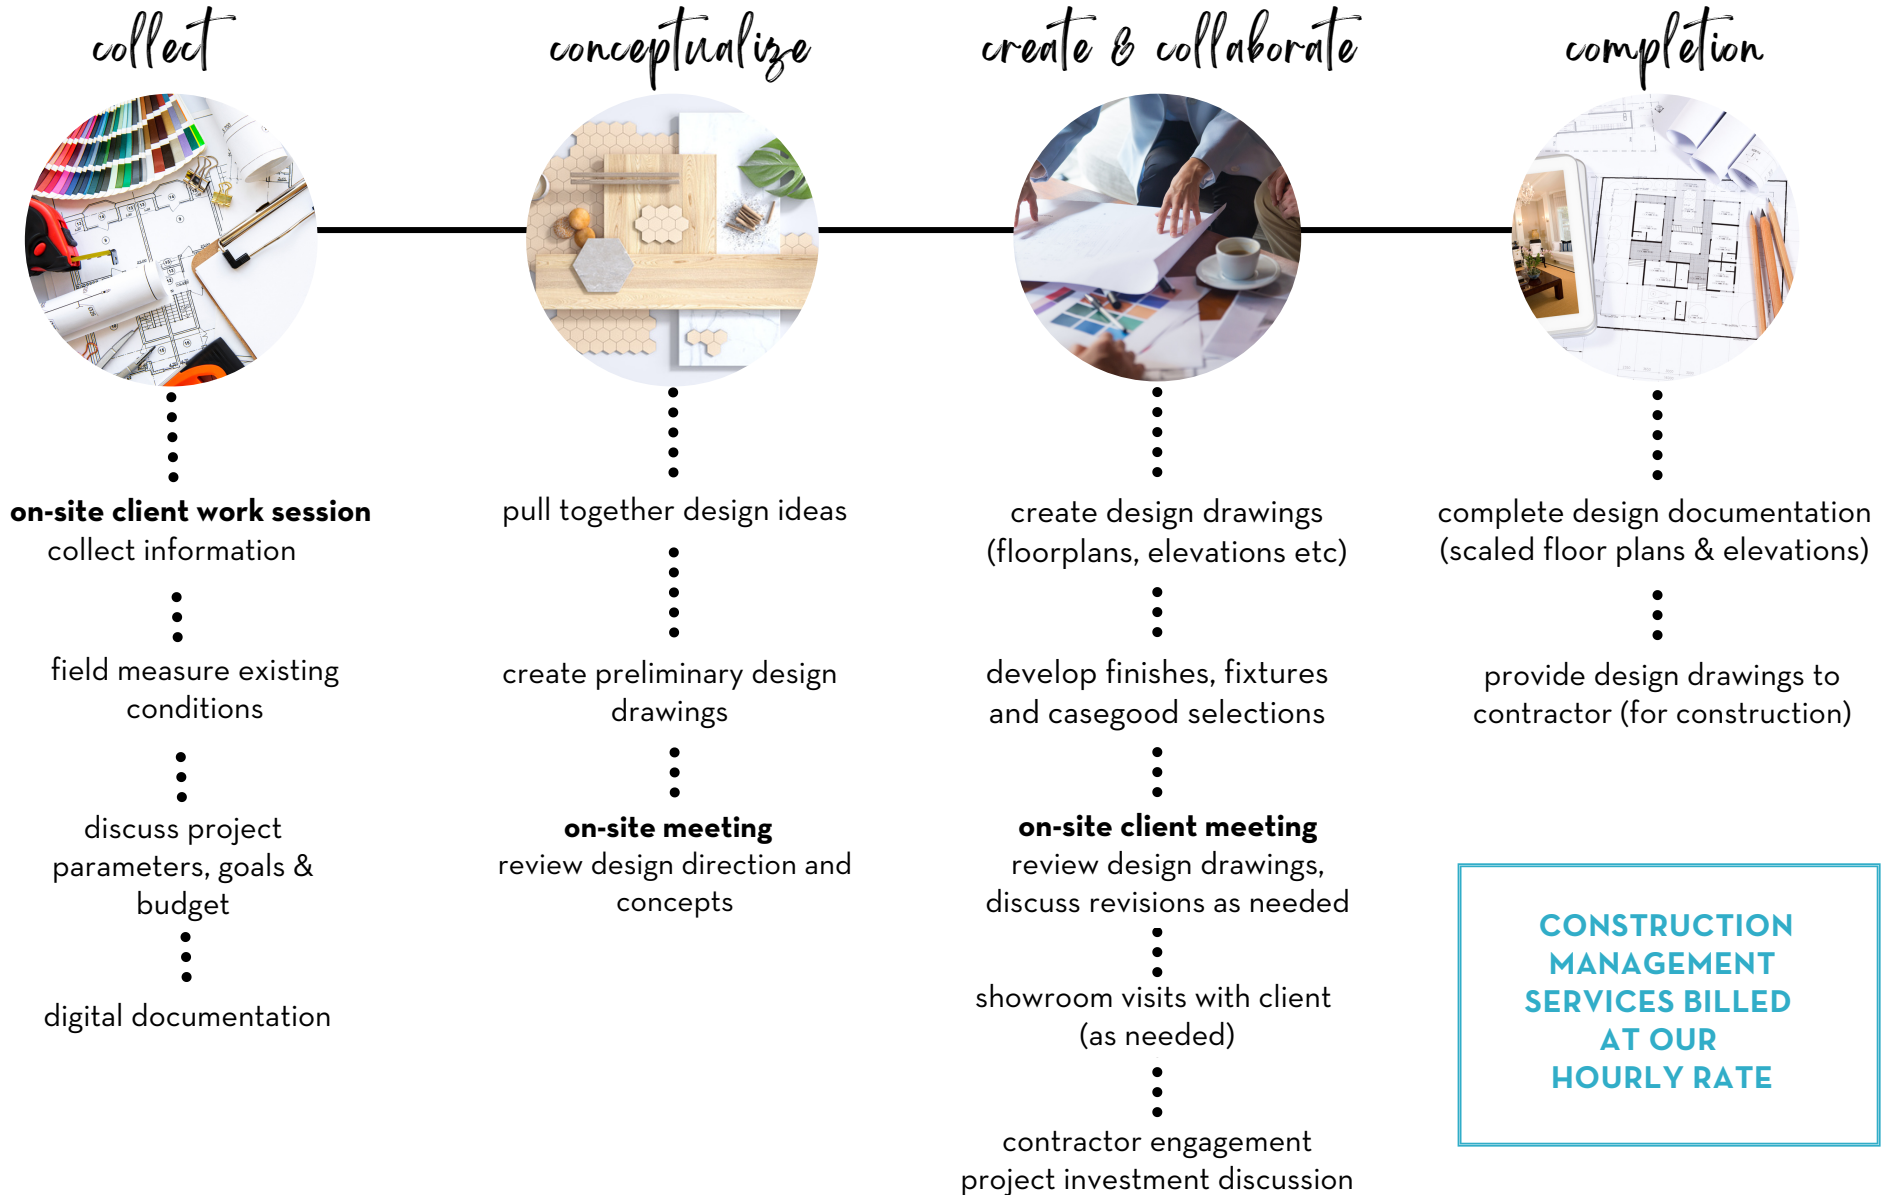 collect
on-site client work session
collect information
field measure existing
conditions
discuss project
parameters, goals &
budget
digital documentation
conceptualize
pull together design ideas
create preliminary design
drawings
on-site meeting
review design direction and
concepts
create & collaborate
create design drawings
(floorplans, elevations etc)
develop finishes, fixtures
and casegood selections
on-site client meeting
review design drawings,
discuss revisions as needed
showroom visits with client
(as needed)
contractor engagement
project investment discussion
completion
complete design documentation
(scaled floor plans & elevations)
provide design drawings to
contractor (for construction)
CONSTRUCTION
MANAGEMENT
SERVICES BILLED
AT OUR
HOURLY RATE